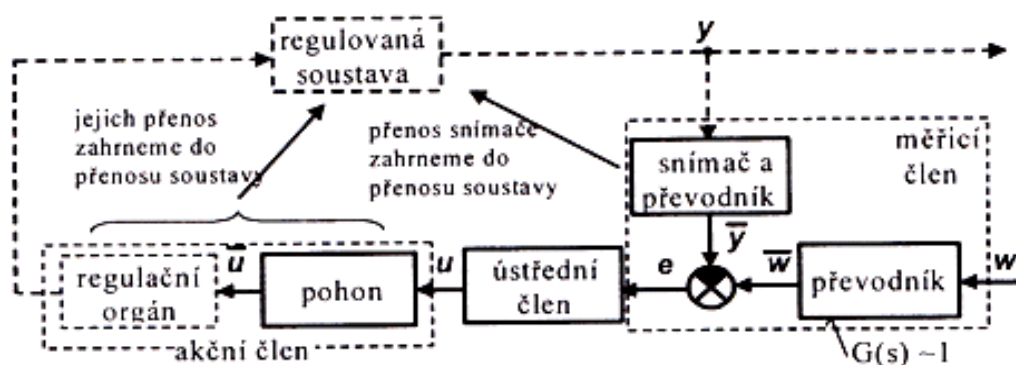 y
regulovaná
soustava
jejich přenos
zahrneme do
přenosu soustavy
přenos snímače
zahrneme do
přenosu soustavy
měřicí
člen
snímač a
převodník
y̅
u̅
u
e
w̅
w
regulační
orgán
pohon
ústřední
člen
převodník
akční člen
G(s) ~1